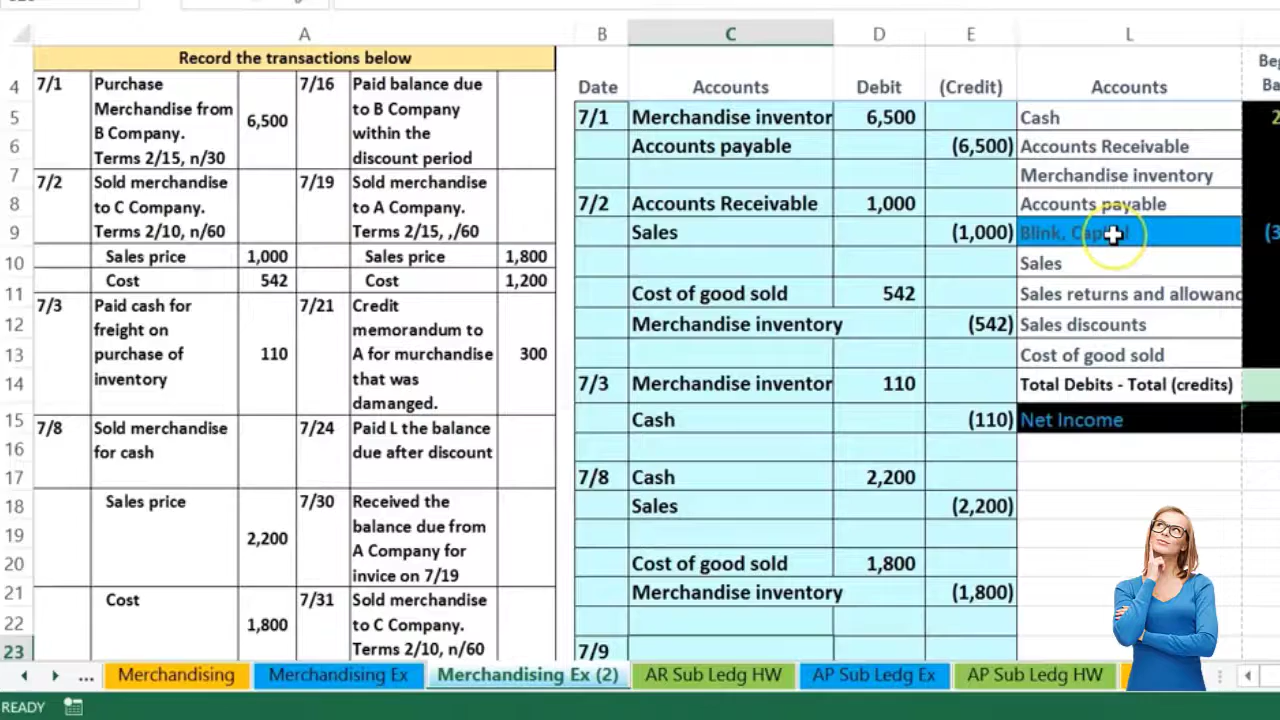 A B C D E L
Record the transactions below
4 7/1 Purchase 7/16 Paid balance due Date Accounts Debit (Credit) Accounts
Beg
Ba
Merchandise from to B Company
B Company. 6,500 within the
Terms 2/15, n/30 discount period
7/2 Sold merchandise 7/19 Sold merchandise
to C Company. to A Company.
Terms 2/10, n/60 Terms 2/15, ,/60
Sales price 1,000 Sales price 1,800
Cost 542 Cost 1,200
7/3 Paid cash for 7/21 Credit
freight on memorandum to
purchase of 110 A for murchandise 300
inventory that was
damanged.
7/8 Sold merchandise 7/24 Paid L the balance
for cash due after discount
Sales price 7/30 Received the
2,200 balance due from
A Company for
invice on 7/19
Cost 7/31 Sold merchandise
1,800 to C Company.
Terms 2/10, n/60
5 7/1 Merchandise inventor 6,500 Cash 2
6 Accounts payable (6,500) Accounts Receivable
7 Merchandise inventory
8 7/2 Accounts Receivable 1,000 Accounts payable
9 Sales (1,000) Blink, (3
10 Sales
11 Cost of good sold 542 Sales returns and allowanc
12 Merchandise inventory (542) Sales discounts
13 Cost of good sold
14 7/3 Merchandise inventor 110 Total Debits - Total (credits)
15 Cash (110) Net Income
16
17 7/8 Cash 2,200
18 Sales (2,200)
19
20 Cost of good sold 1,800
21 Merchandise inventory (1,800)
22
23 7/9
... Merchandising Merchandising Ex Merchandising Ex (2) AR Sub Ledg HW AP Sub Ledg Ex AP Sub Ledg HW
READY